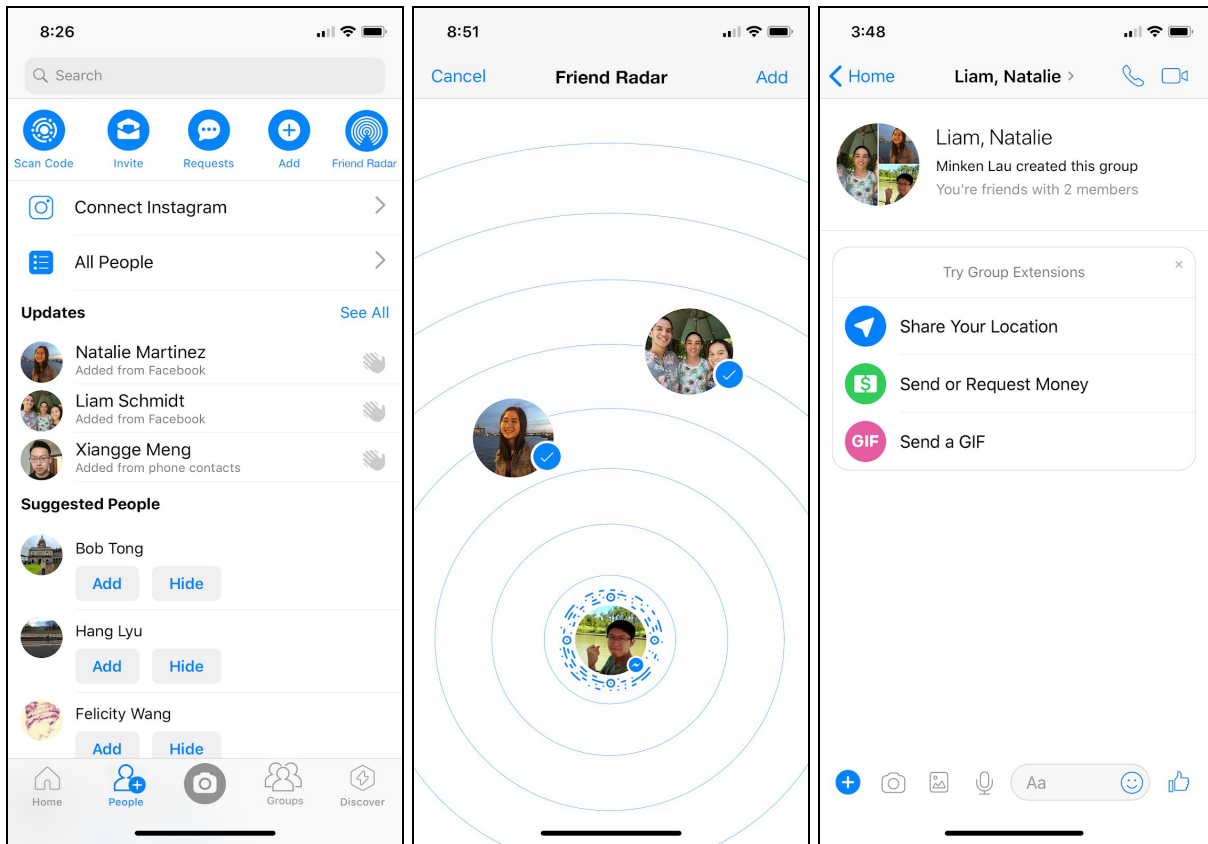 8:26
Search
Scan Code
Invite
Requests
Add
Friend Radar
Connect Instagram
All People
Updates
See All
Natalie Martinez
Added from Facebook
Liam Schmidt
Added from Facebook
Xiangge Meng
Added from phone contacts
Suggested People
Bob Tong
Add
Hide
Hang Lyu
Add
Hide
Felicity Wang
Add
Hide
Home
People
Groups
Discover
8:51
Cancel
Friend Radar
Add
3:48
Home
Liam, Natalie
Liam, Natalie
Minken Lau created this group
You're friends with 2 members
Try Group Extensions
Share Your Location
$
Send or Request Money
GIF
Send a GIF
Aa